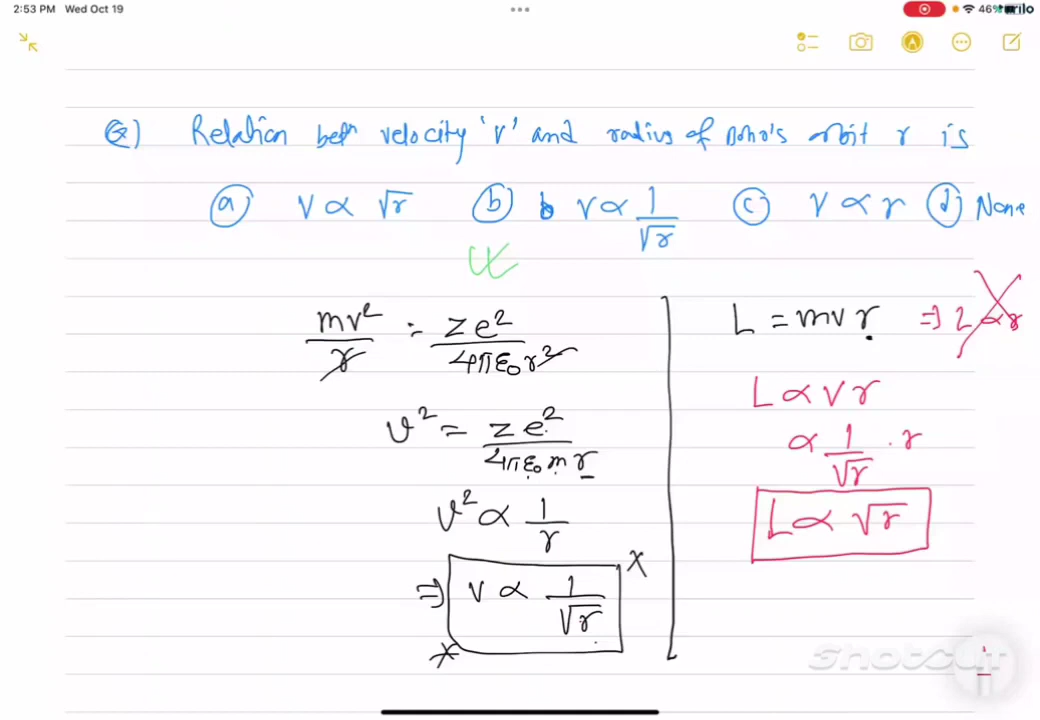 2:53 PM Wed Oct 19
46%
Q) Relation betn velocity 'v' and radius of Bohr's orbit r is
(a) V ∝ √r (b) V ∝ 1/√r (c) V ∝ r (d) None
mv²/r = Ze²/4πε₀r²
v² = Ze²/4πε₀mr
v² ∝ 1/r
⇒ V ∝ 1/√r
L = mvr ⇒ L ∝ r
L ∝ Vr
∝ 1/√r · r
L ∝ √r
shotcut